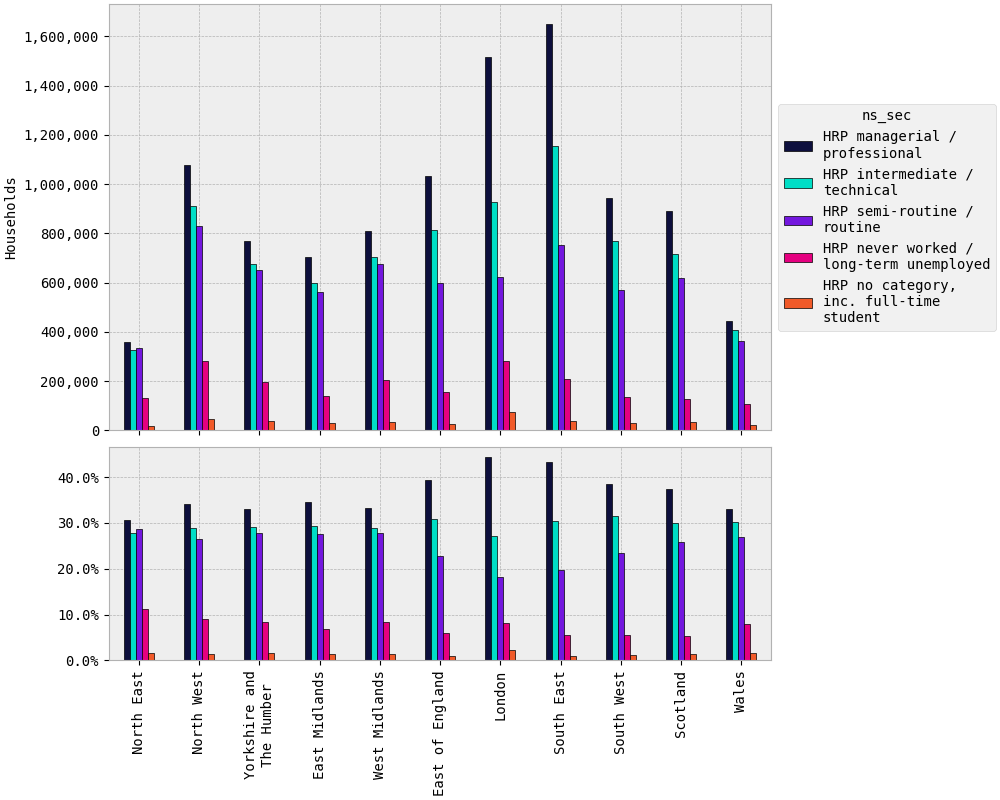 1,600,000
1,400,000
1,200,000
1,000,000
800,000
600,000
400,000
200,000
0
Households
ns_sec
HRP managerial /
professional
HRP intermediate /
technical
HRP semi-routine /
routine
HRP never worked /
long-term unemployed
HRP no category,
inc. full-time
student
40.0%
30.0%
20.0%
10.0%
0.0%
North East
North West
Yorkshire and
The Humber
East Midlands
West Midlands
East of England
London
South East
South West
Scotland
Wales